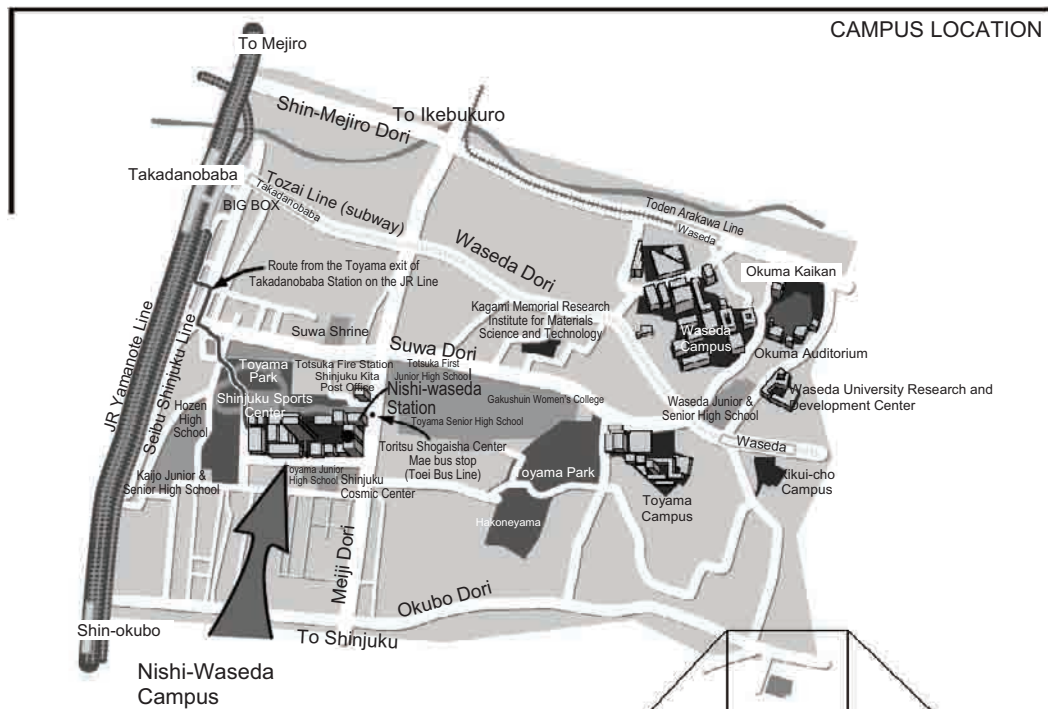 CAMPUS LOCATION
To Mejiro
To Ikebukuro
Shin-Mejiro Dori
Takadanobaba
Tozai Line (subway)
Takadanobaba
BIG BOX
Toden Arakawa Line
Waseda
Waseda Dori
Route from the Toyama exit of
Takadanobaba Station on the JR Line
Okuma Kaikan
Kagami Memorial Research
Institute for Materials
Science and Technology
Waseda
Campus
Suwa Shrine
Suwa Dori
Okuma Auditorium
JR Yamanote Line
Seibu Shinjuku Line
Toyama
Park
Totsuka Fire Station
Shinjuku Kita
Post Office
Totsuka First
Junior High School
Nishi-waseda
Station
Shinjuku Sports
Center
Gakushuin Women's College
Waseda University Research and
Development Center
Waseda Junior &
Senior High School
Hozen
High
School
Toyama Senior High School
Toritsu Shogaisha Center
Mae bus stop
(Toei Bus Line)
Waseda
Kaijo Junior &
Senior High School
Toyama Junior
High School
Shinjuku
Cosmic Center
Toyama Park
Toyama
Campus
Kikui-cho
Campus
Hakoneyama
Meiji Dori
Okubo Dori
Shin-okubo
To Shinjuku
Nishi-Waseda
Campus